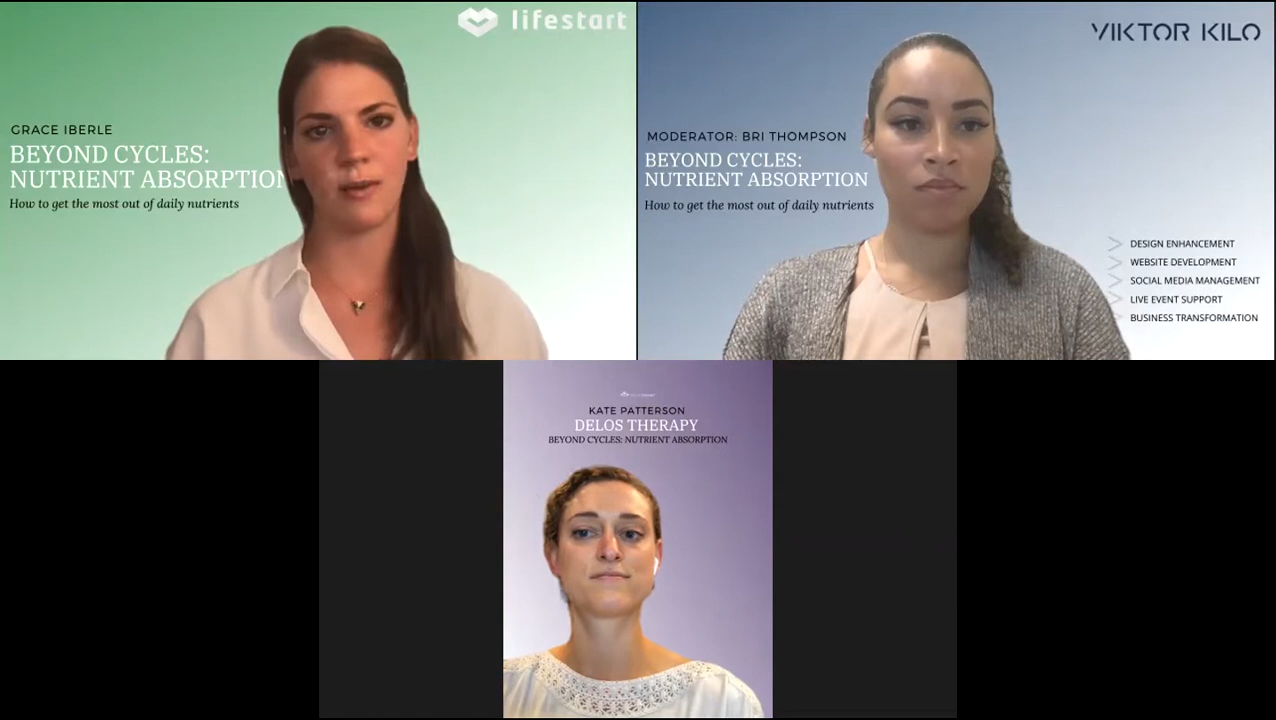 lifestart
GRACE IBERLE
BEYOND CYCLES:
NUTRIENT ABSORPTION
How to get the most out of daily nutrients
VIKTOR KILO
MODERATOR: BRI THOMPSON
BEYOND CYCLES:
NUTRIENT ABSORPTION
How to get the most out of daily nutrients
DESIGN ENHANCEMENT
WEBSITE DEVELOPMENT
SOCIAL MEDIA MANAGEMENT
LIVE EVENT SUPPORT
BUSINESS TRANSFORMATION
KATE PATTERSON
DELOS THERAPY
BEYOND CYCLES: NUTRIENT ABSORPTION